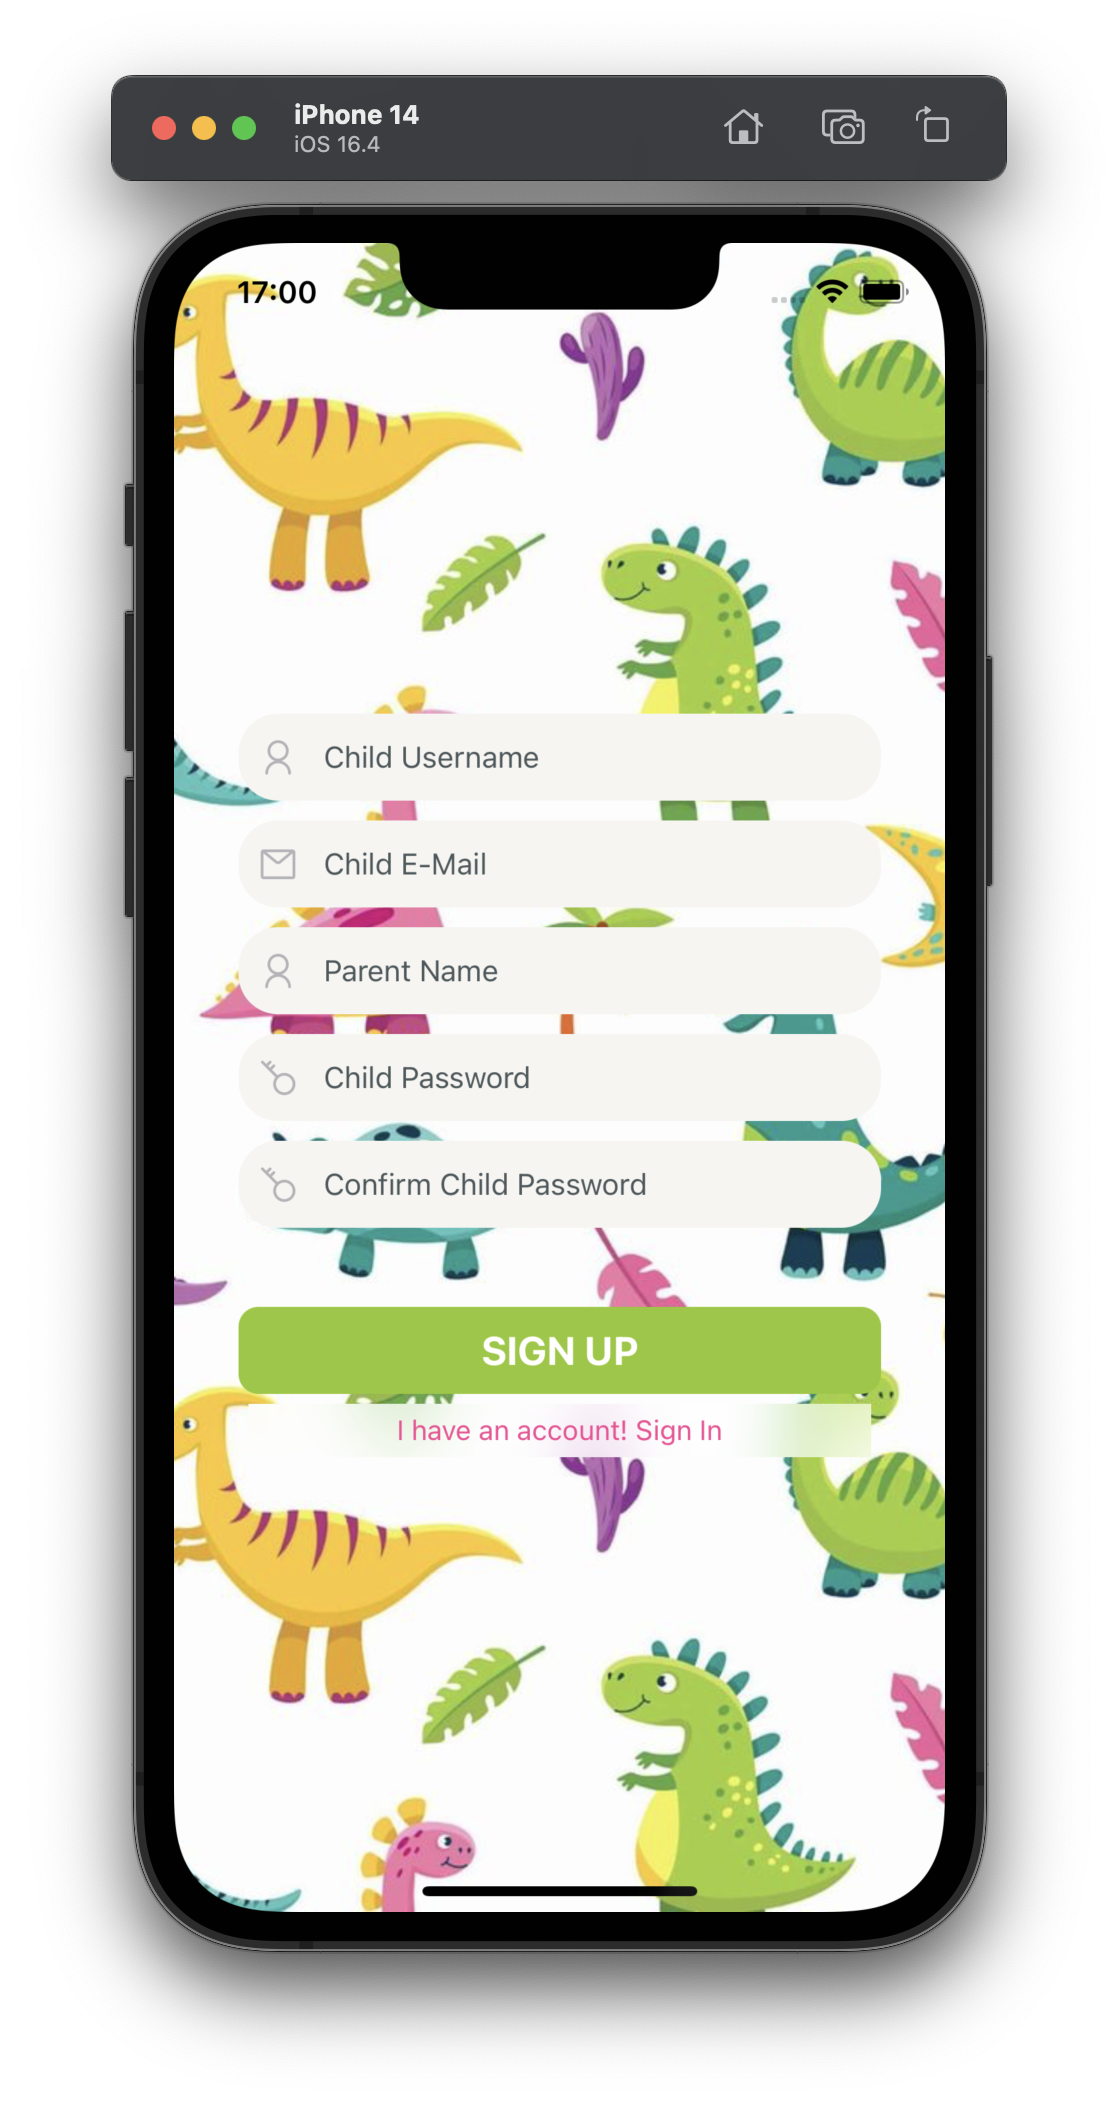 iPhone 14
iOS 16.4
17:00
Child Username
Child E-Mail
Parent Name
Child Password
Confirm Child Password
SIGN UP
I have an account! Sign In